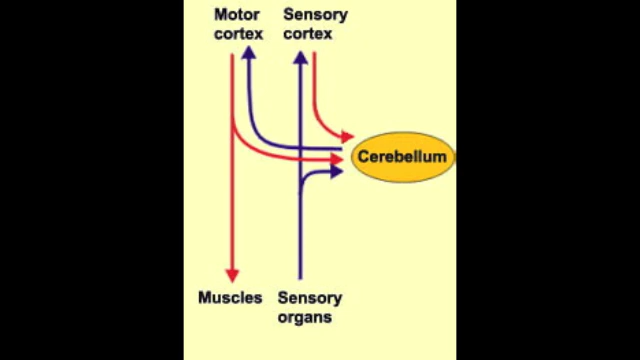 Motor
cortex
Sensory
cortex
Cerebellum
Muscles
Sensory
organs